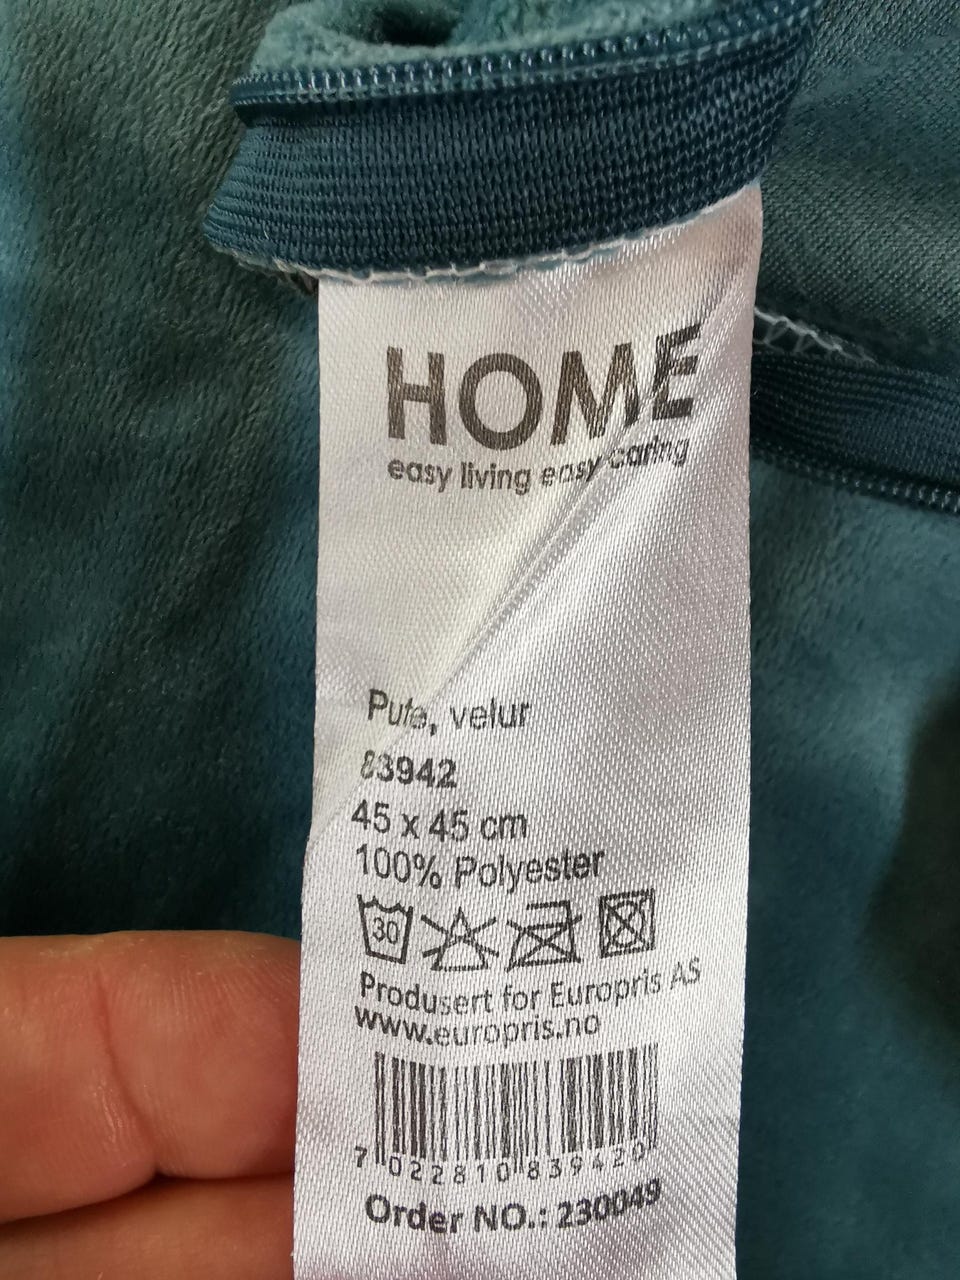 HOME
easy living easy caring
Pute, velur
83942
45 x 45 cm
100% Polyester
30
Produsert for Europris AS
www.europris.no
7 022810 839420
Order NO.: 230049